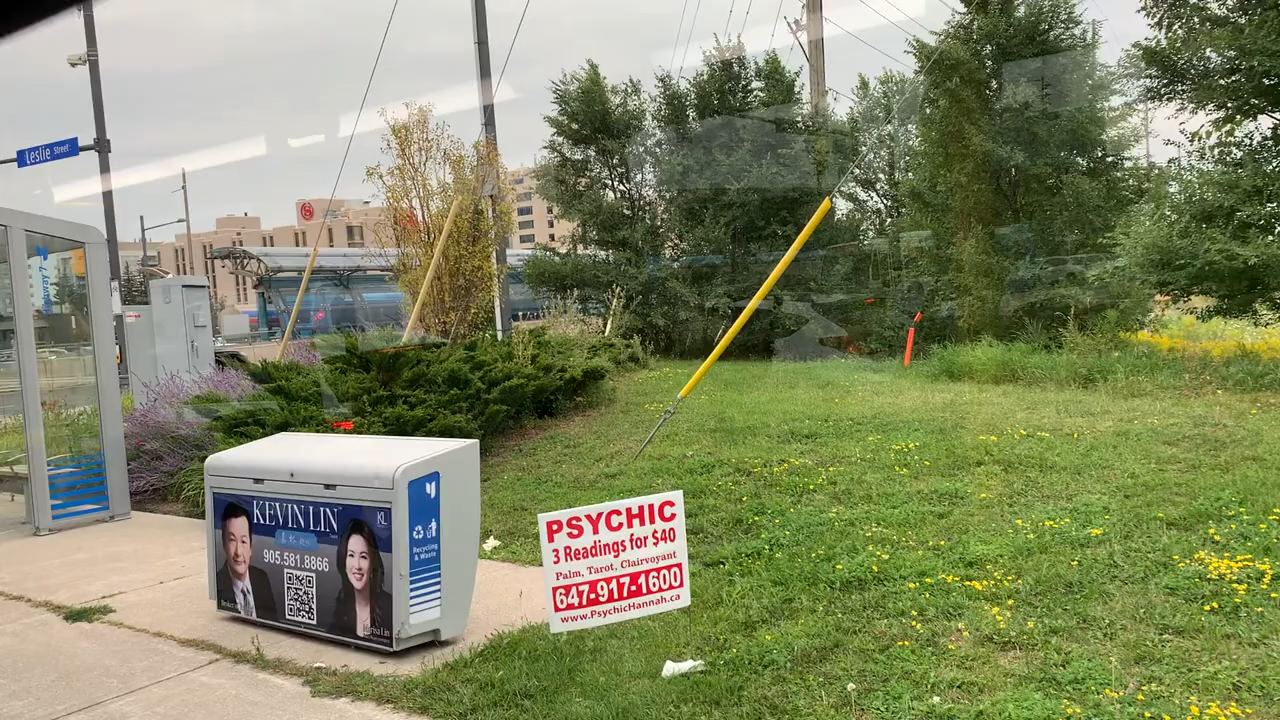 Leslie Street
KEVIN LIN
KL
905.581.8866
Recycling
& Waste
PSYCHIC
3 Readings for $40
Palm, Tarot, Clairvoyant
647-917-1600
www.PsychicHannah.ca